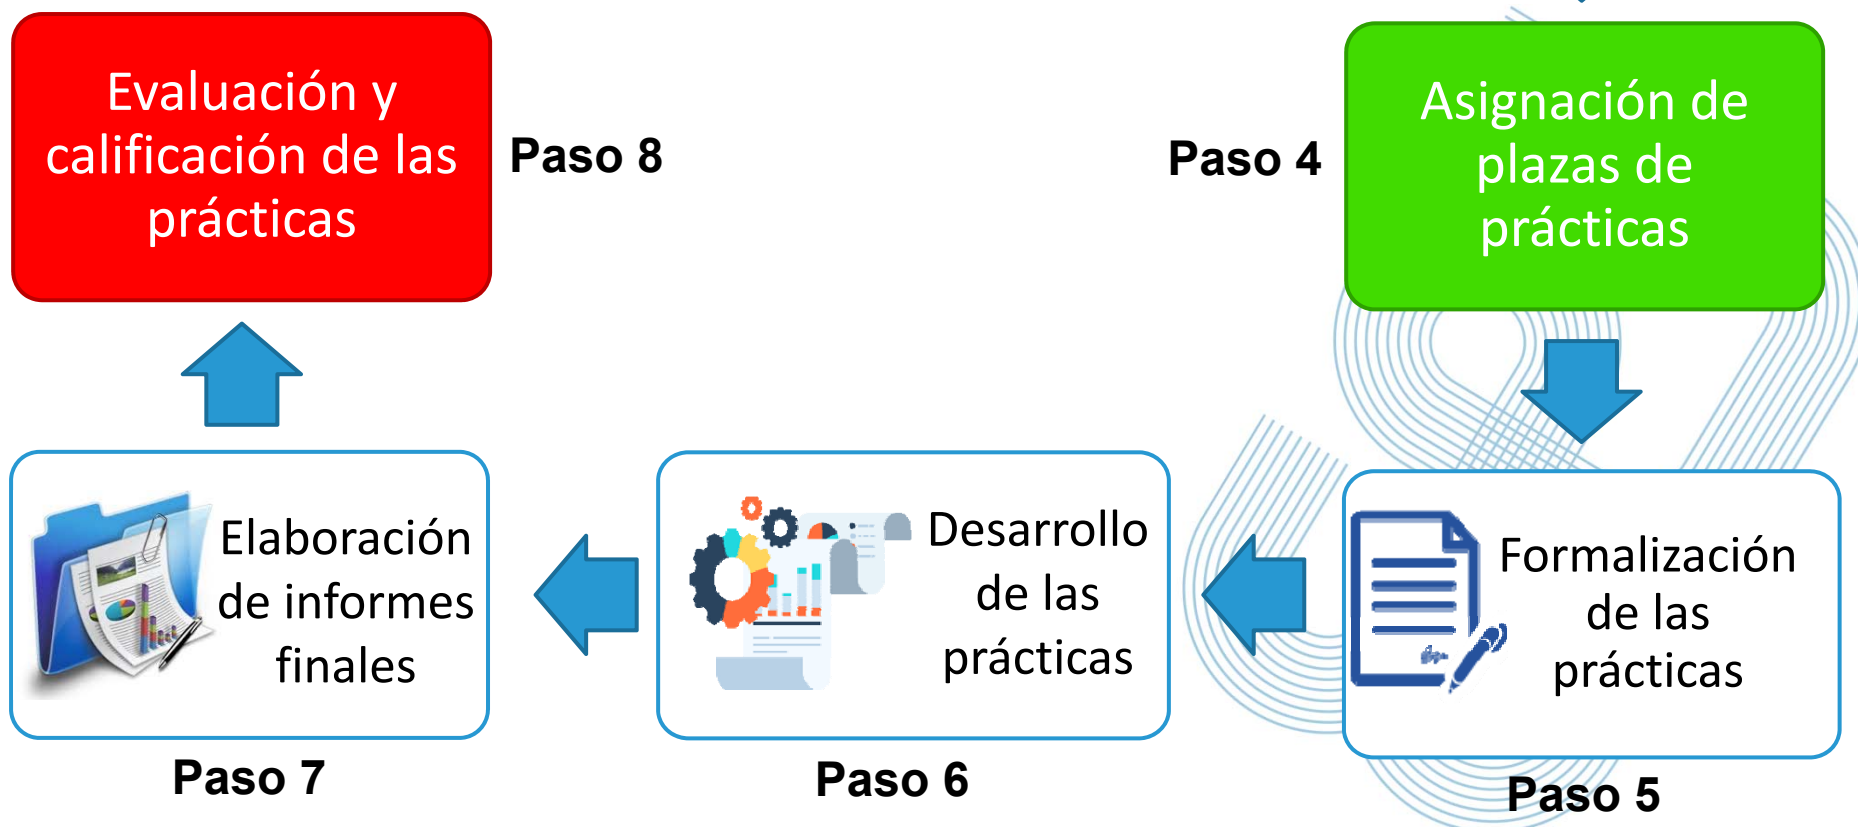 Evaluación y
calificación de las
prácticas
Paso 8
Paso 4
Asignación de
plazas de
prácticas
Elaboración
de informes
finales
Paso 7
Desarrollo
de las
prácticas
Paso 6
Formalización
de las
prácticas
Paso 5